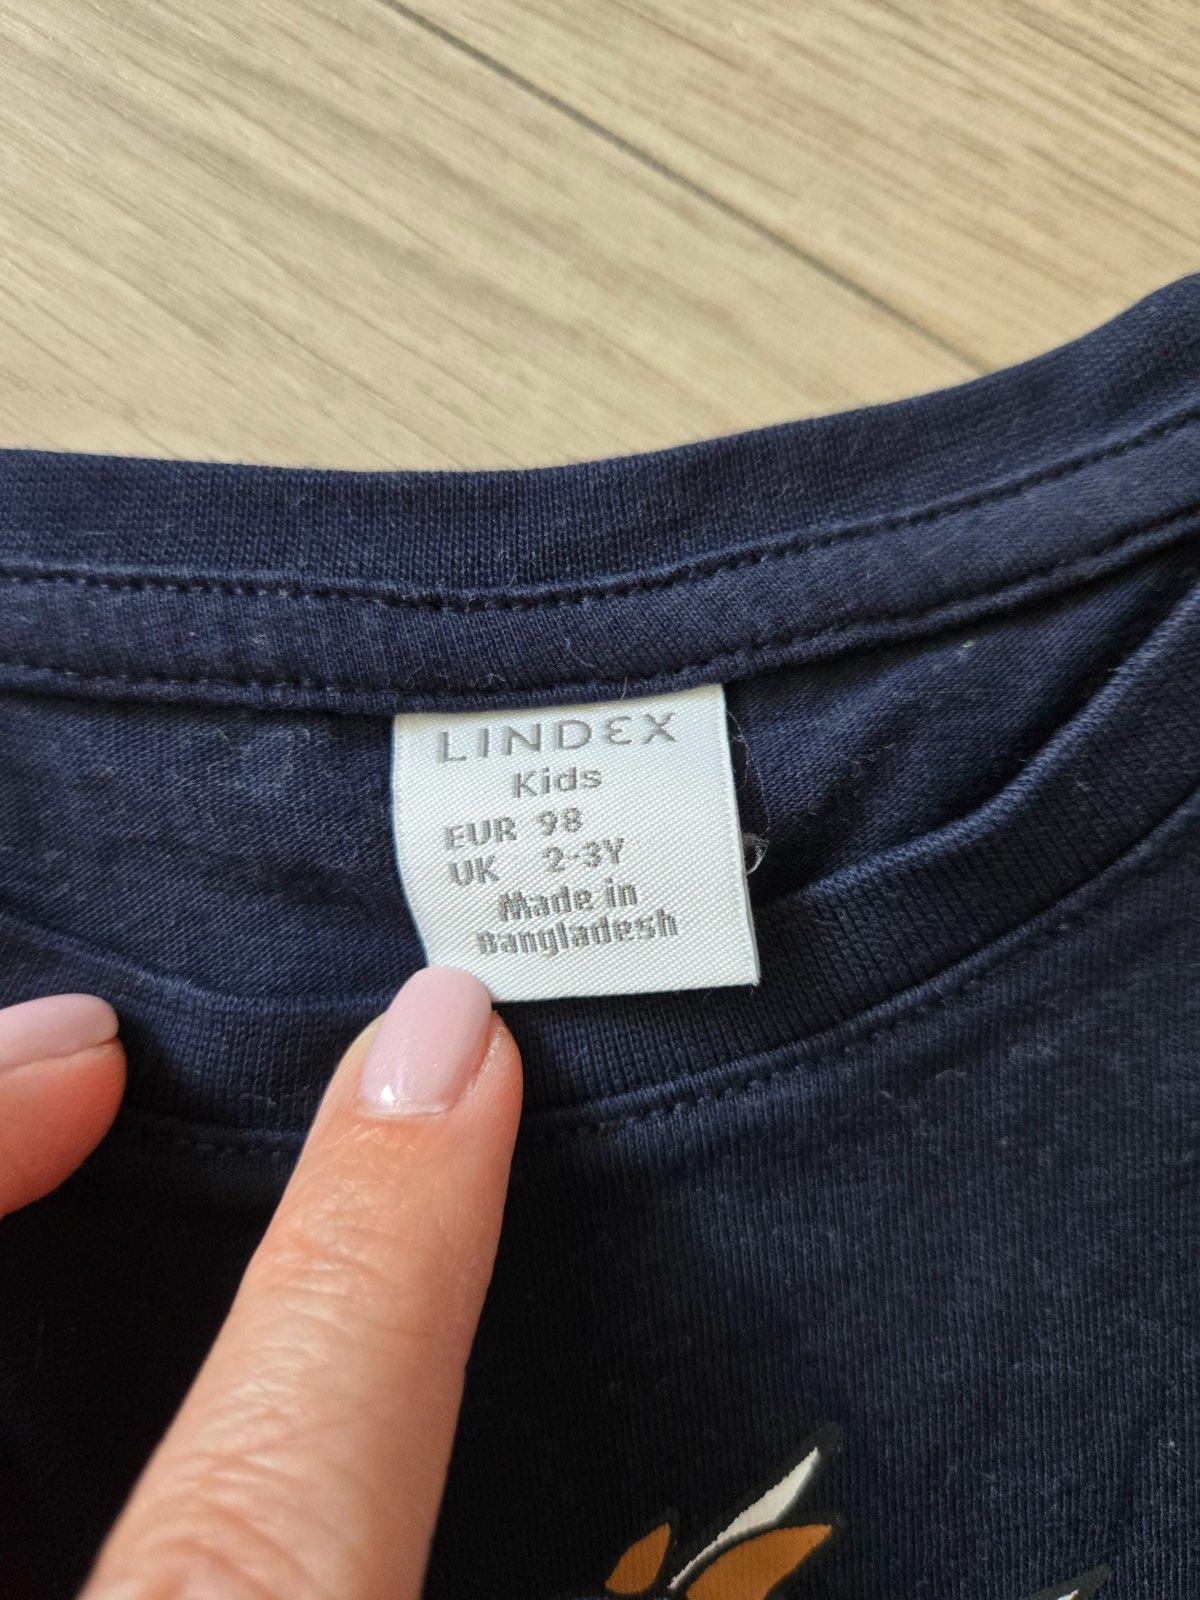 LINDEX
Kids
EUR 98
UK 2-3Y
Made in
Bangladesh